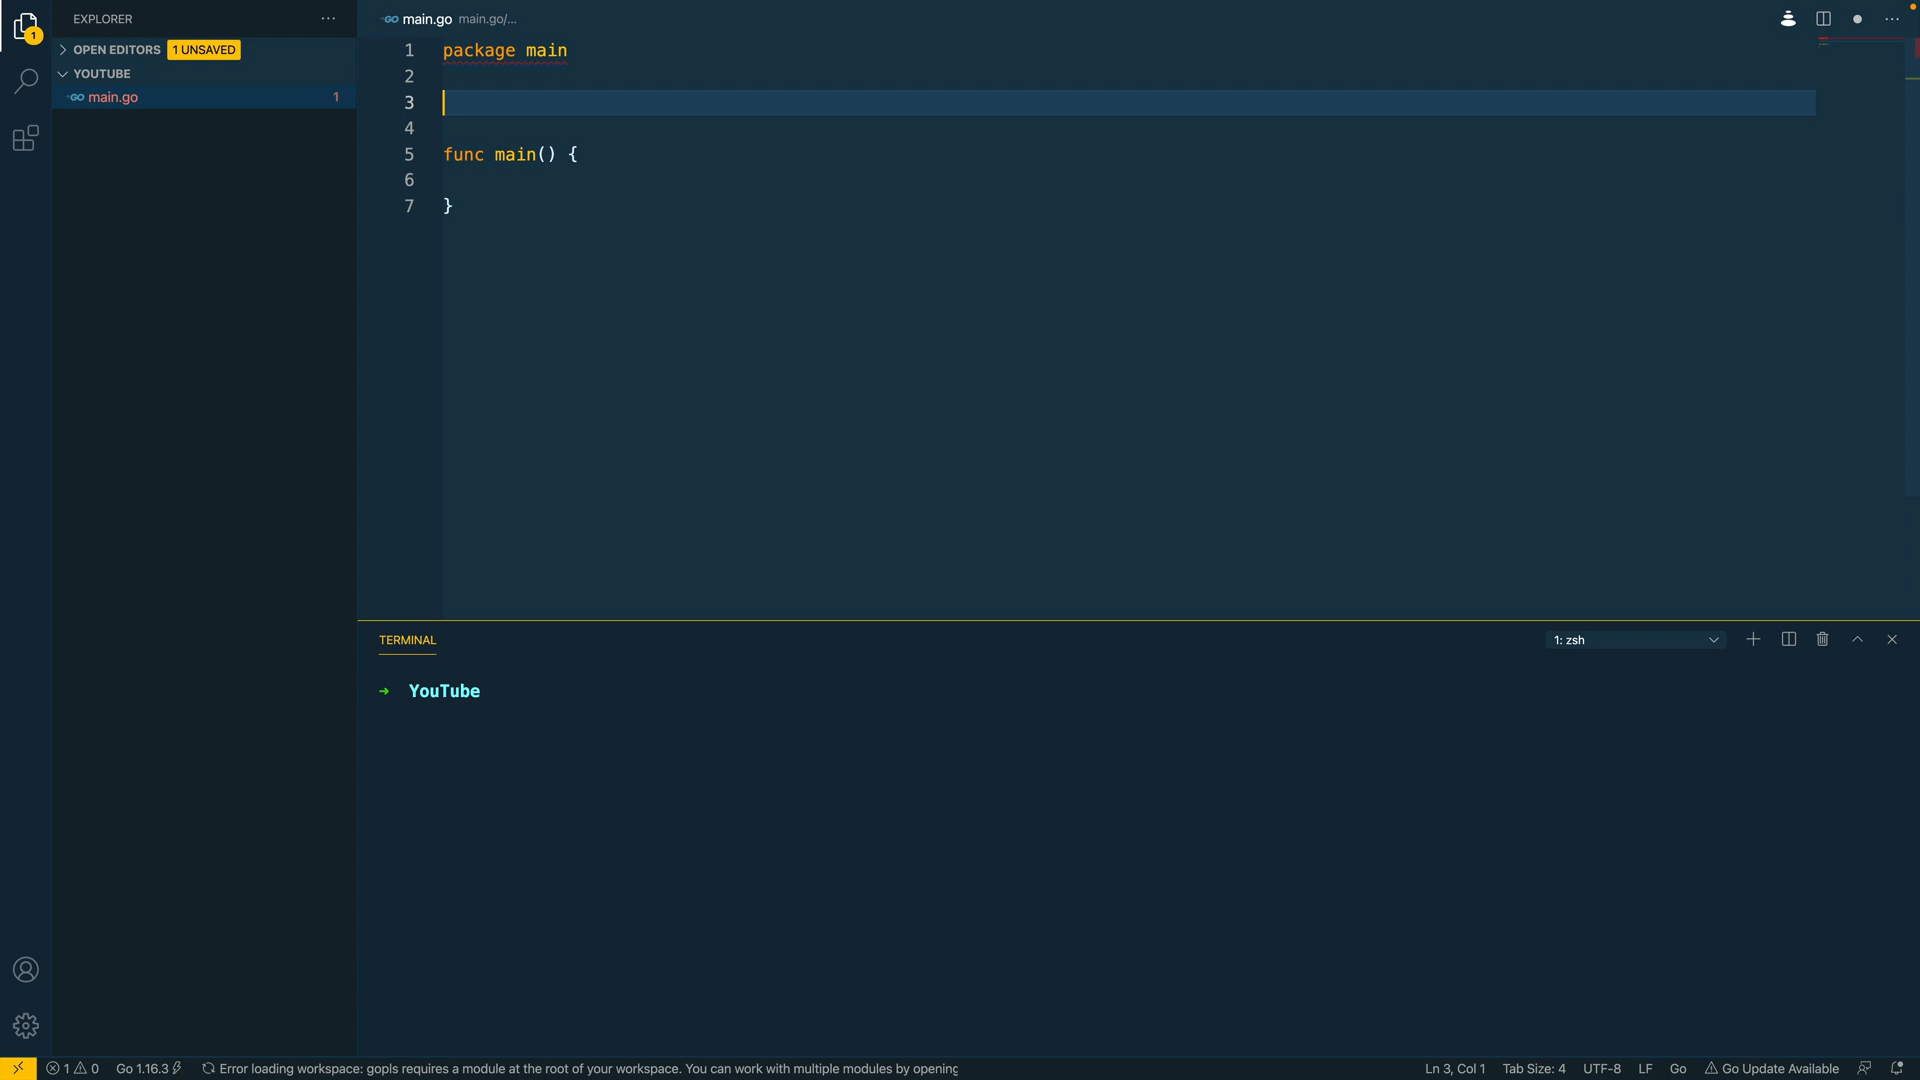 EXPLORER
main.go main.go/...
1
OPEN EDITORS 1 UNSAVED
YOUTUBE
GO main.go 1
1 package main
2
3
4
5 func main() {
6
7 }
TERMINAL
1: zsh
➜ YouTube
1 0 Go 1.16.3 Error loading workspace: gopls requires a module at the root of your workspace. You can work with multiple modules by opening
Ln 3, Col 1 Tab Size: 4 UTF-8 LF Go Go Update Available